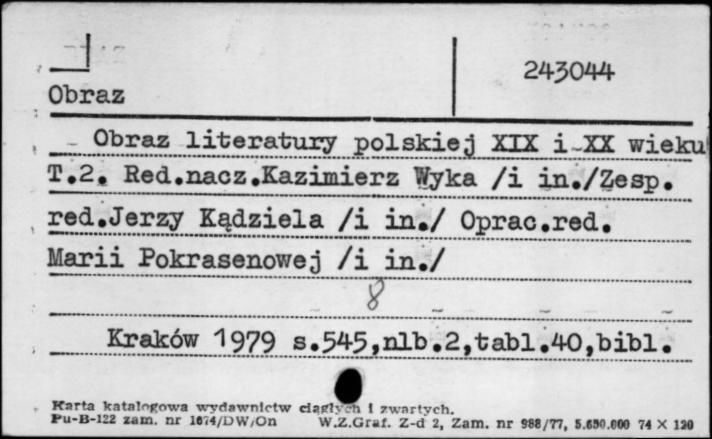 243044
Obraz
Obraz literatury polskiej XIX i XX wieku
T.2. Red.nacz.Kazimierz Wyka /i in./Zesp.
red.Jerzy Kądziela /i in./ Oprac.red.
Marii Pokrasenowej /i in./
8
Kraków 1979 s.545,nlb.2,tabl.40,bibl.
Karta katalogowa wydawnictw ciągłych i zwartych.
Pu-B-122 zam. nr 1674/DW/On W.Z.Graf. Z-d 2, Zam. nr 988/77, 5.650.000 74 X 120